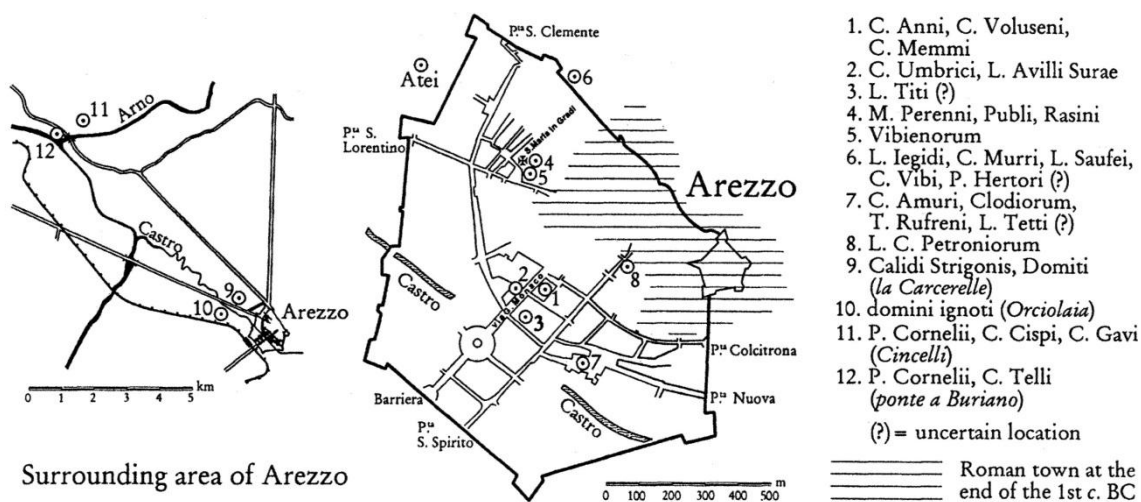 11
Arno
12
Castro
9
10
Arezzo
km
0 1 2 3 4 5
Surrounding area of Arezzo
Pta S. Clemente
Atei
6
Pta S.
Lorentino
S. Maria in Gradi
4
5
Arezzo
Castro
2
1
8
3
7
Pta Colcitrona
Barriera
Pta Nuova
Castro
Pta
S. Spirito
m
0 100 200 300 400 500
1. C. Anni, C. Voluseni,
C. Memmi
2. C. Umbrici, L. Avilli Surae
3. L. Titi (?)
4. M. Perenni, Publi, Rasini
5. Vibienorum
6. L. Iegidi, C. Murri, L. Saufei,
C. Vibi, P. Hertori (?)
7. C. Amuri, Clodiorum,
T. Rufreni, L. Tetti (?)
8. L. C. Petroniorum
9. Calidi Strigonis, Domiti
(la Carcerelle)
10. domini ignoti (Orciolaia)
11. P. Cornelii, C. Cispi, C. Gavi
(Cincelli)
12. P. Cornelii, C. Telli
(ponte a Buriano)
(?) = uncertain location
Roman town at the
end of the 1st c. BC